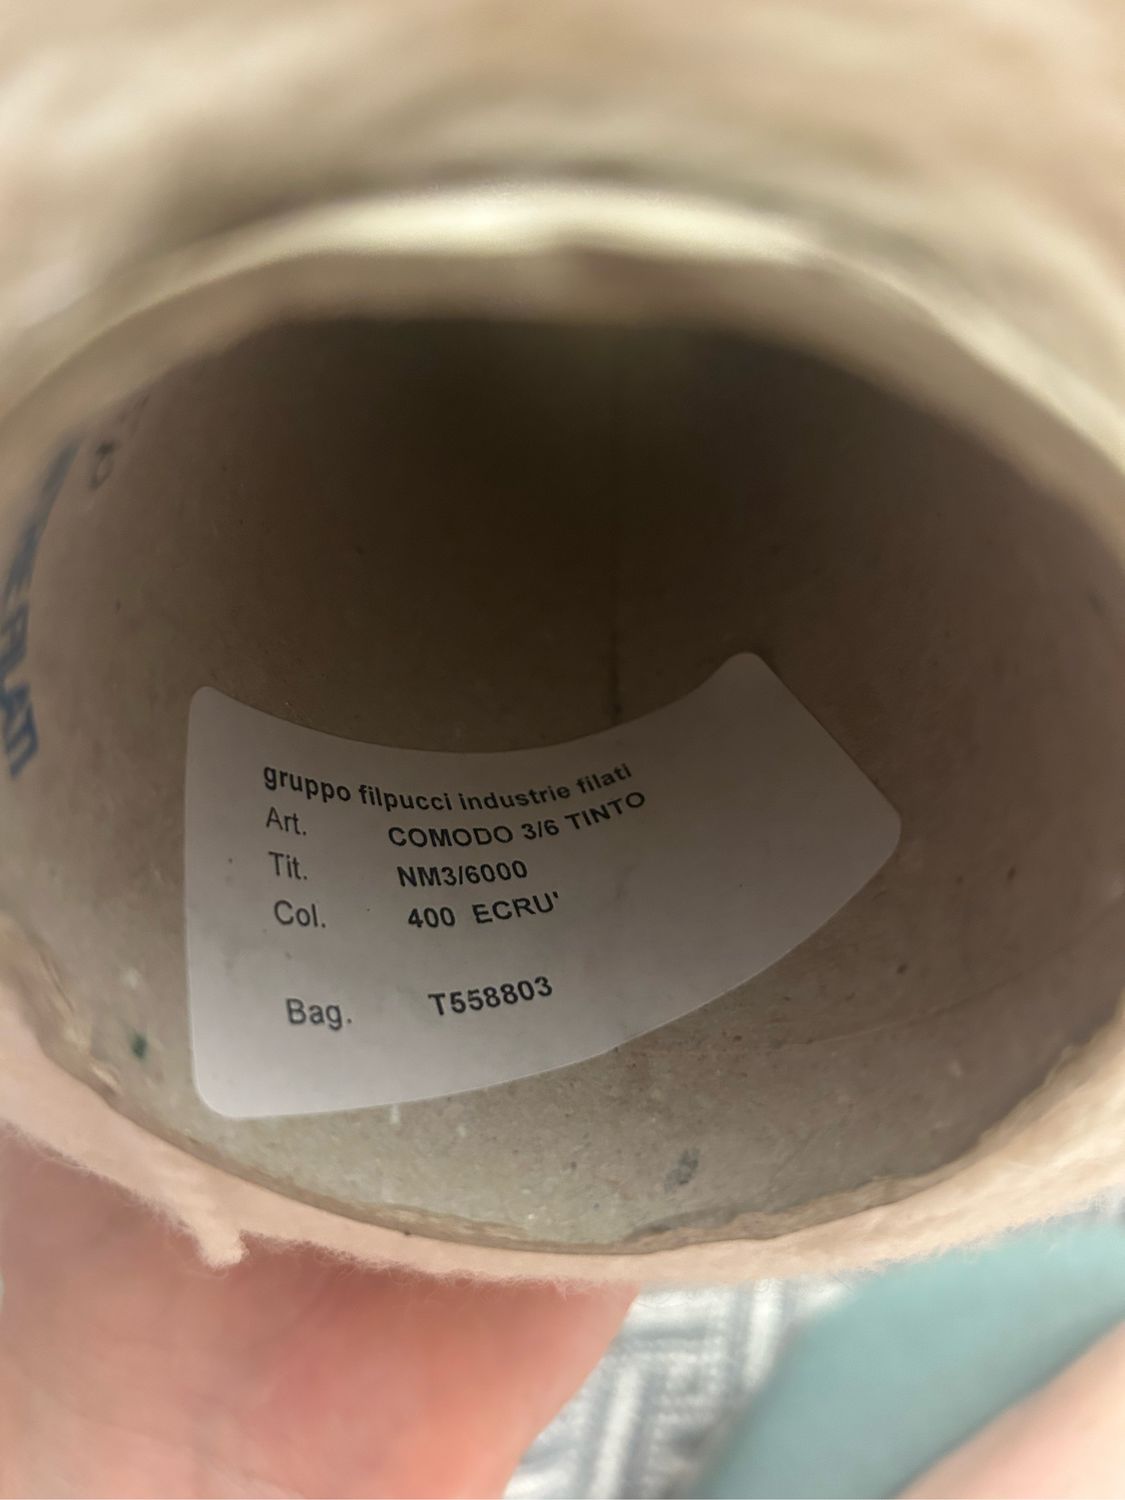 gruppo filpucci industrie filati
Art. COMODO 3/6 TINTO
Tit. NM3/6000
Col. 400 ECRU'
Bag. T558803